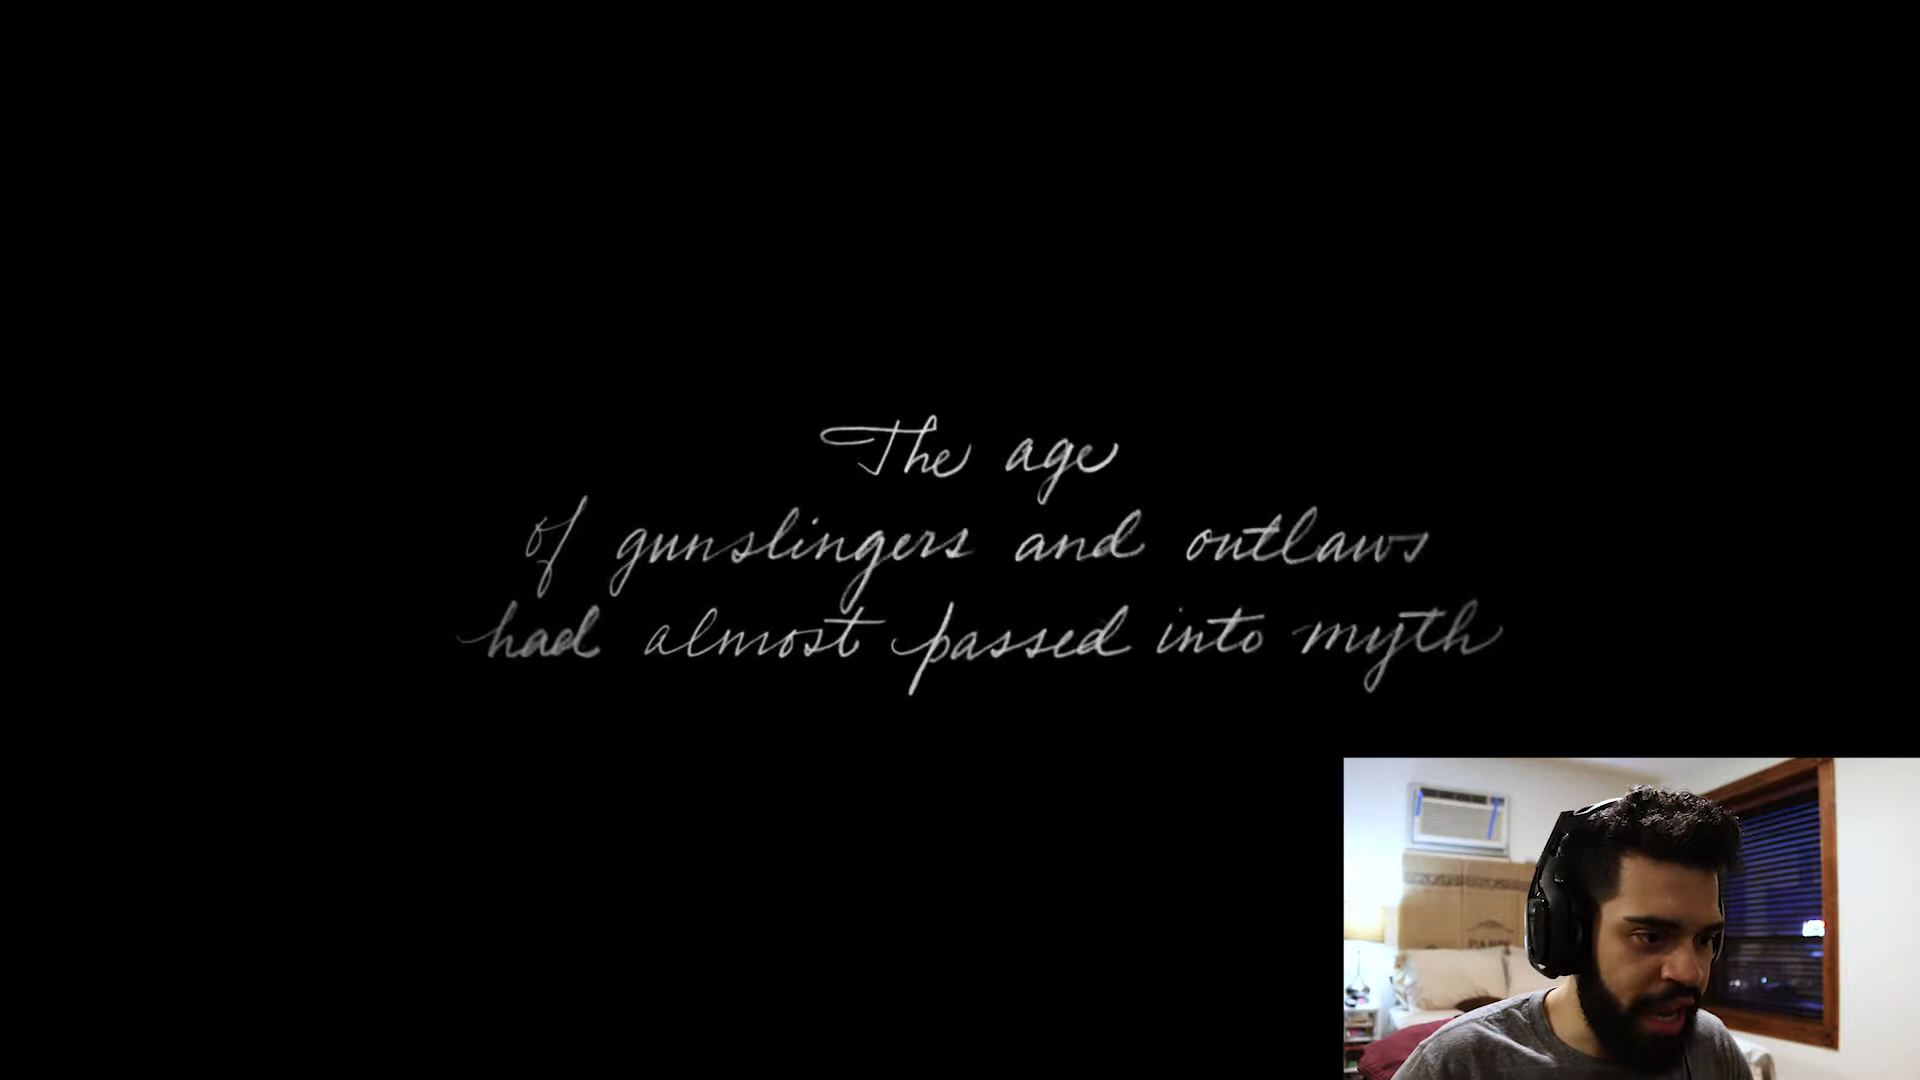 The age
of gunslingers and outlaws
had almost passed into myth